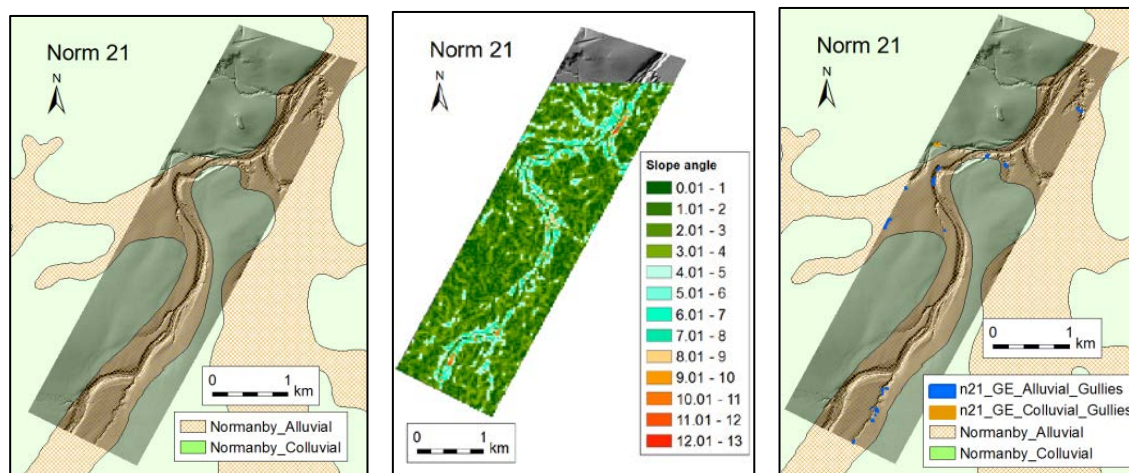 Norm 21
N
0 1
km
Normanby_Alluvial
Normanby_Colluvial
Norm 21
N
Slope angle
0.01 - 1
1.01 - 2
2.01 - 3
3.01 - 4
4.01 - 5
5.01 - 6
6.01 - 7
7.01 - 8
8.01 - 9
9.01 - 10
10.01 - 11
11.01 - 12
12.01 - 13
0 1
km
Norm 21
N
0 1
km
n21_GE_Alluvial_Gullies
n21_GE_Colluvial_Gullies
Normanby_Alluvial
Normanby_Colluvial